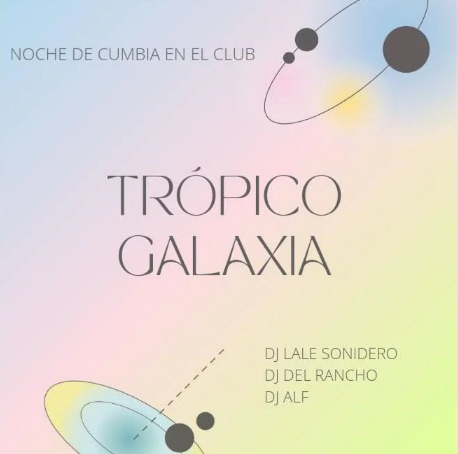 NOCHE DE CUMBIA EN EL CLUB
TRÓPICO
GALAXIA
DJ LALE SONIDERO
DJ DEL RANCHO
DJ ALF